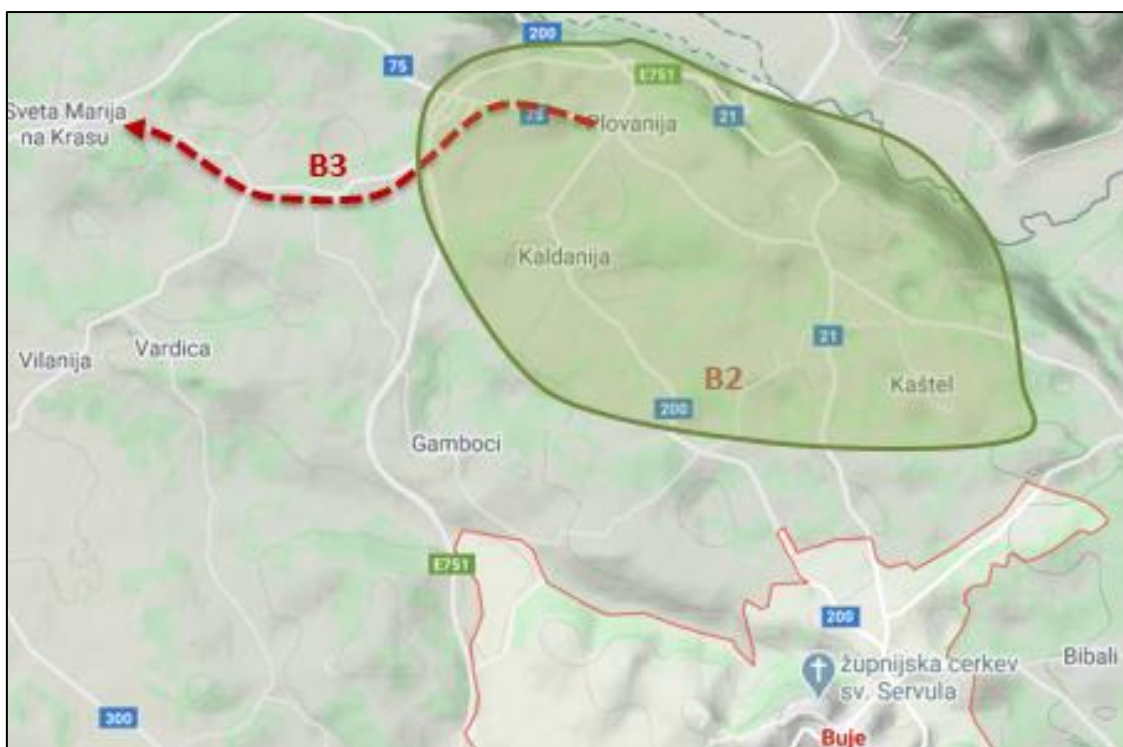 200
75
E751
Sveta Marija
na Krasu
75
Plovanija
21
B3
Kaldanija
21
Vilanija
Vardica
B2
Kaštel
200
Gamboci
E751
200
župnijska cerkev
sv. Servula
Bibali
300
Buje